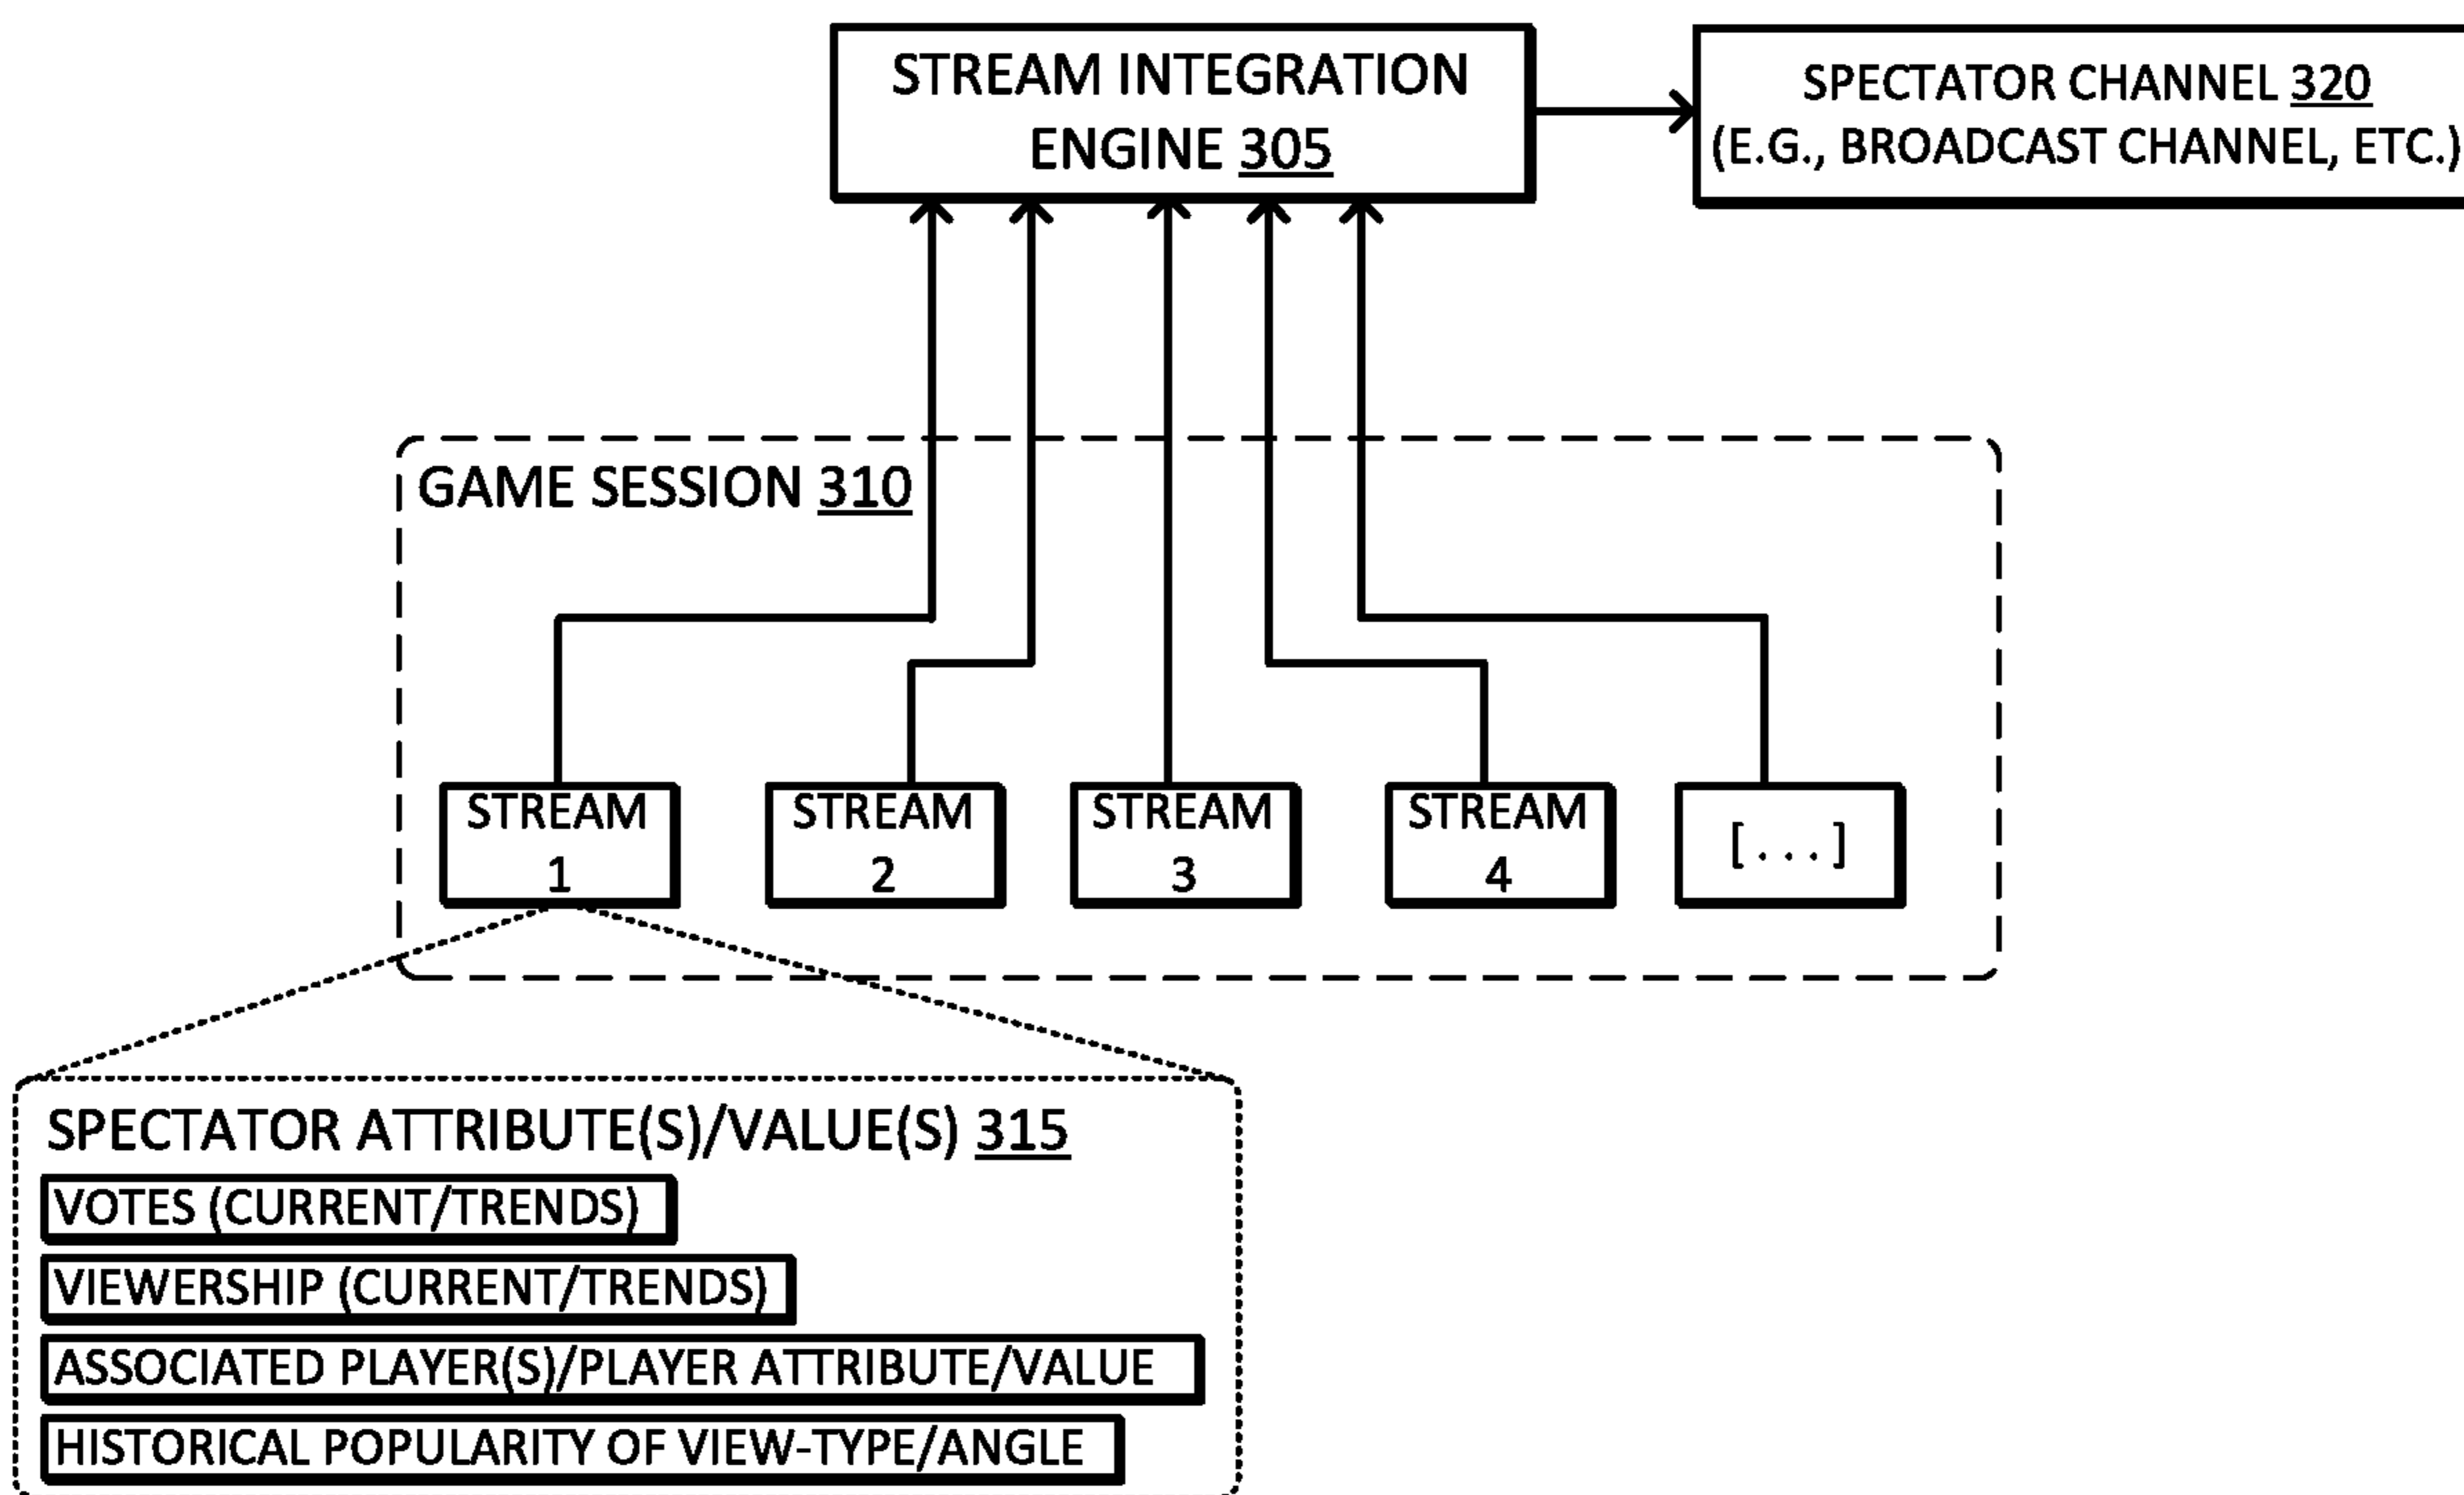 STREAM INTEGRATION
ENGINE 305
SPECTATOR CHANNEL 320
(E.G., BROADCAST CHANNEL, ETC.)
GAME SESSION 310
STREAM
1
STREAM
2
STREAM
3
STREAM
4
[...]
SPECTATOR ATTRIBUTE(S)/VALUE(S) 315
VOTES (CURRENT/TRENDS)
VIEWERSHIP (CURRENT/TRENDS)
ASSOCIATED PLAYER(S)/PLAYER ATTRIBUTE/VALUE
HISTORICAL POPULARITY OF VIEW-TYPE/ANGLE